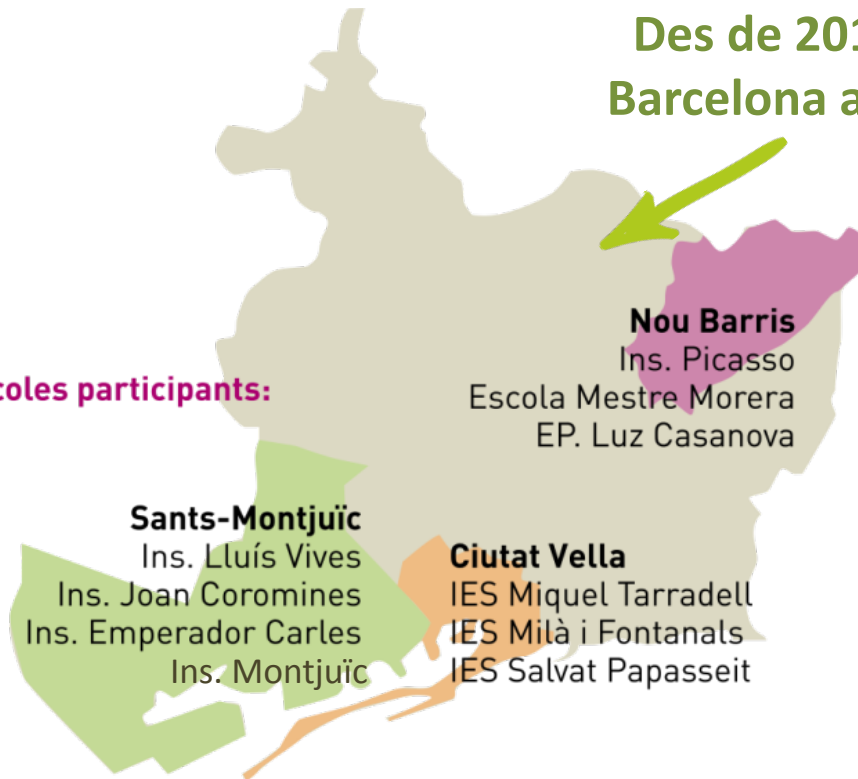 Des de 201
Barcelona a
Nou Barris
Ins. Picasso
Escola Mestre Morera
EP. Luz Casanova
coles participants:
Sants-Montjuïc
Ins. Lluís Vives
Ins. Joan Coromines
Ins. Emperador Carles
Ins. Montjuïc
Ciutat Vella
IES Miquel Tarradell
IES Milà i Fontanals
IES Salvat Papasseit